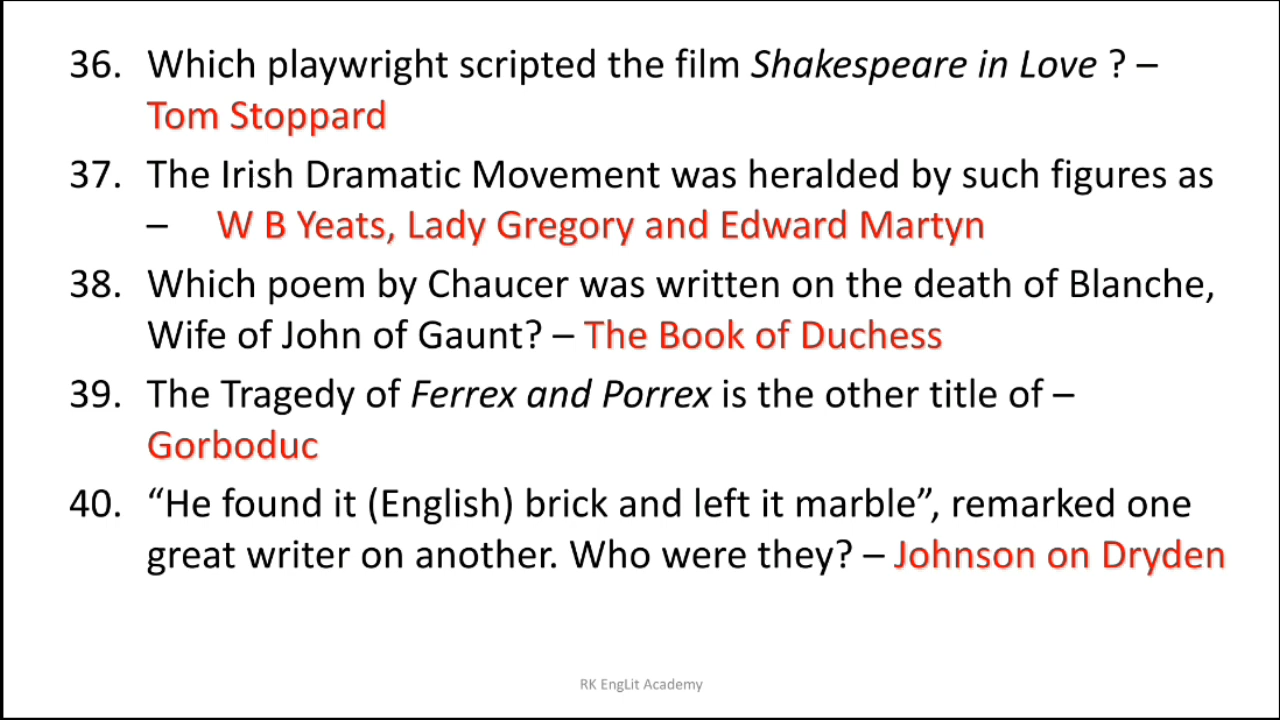 36. Which playwright scripted the film Shakespeare in Love ? –
Tom Stoppard
37. The Irish Dramatic Movement was heralded by such figures as
– W B Yeats, Lady Gregory and Edward Martyn
38. Which poem by Chaucer was written on the death of Blanche,
Wife of John of Gaunt? – The Book of Duchess
39. The Tragedy of Ferrex and Porrex is the other title of –
Gorboduc
40. “He found it (English) brick and left it marble”, remarked one
great writer on another. Who were they? – Johnson on Dryden
RK EngLit Academy